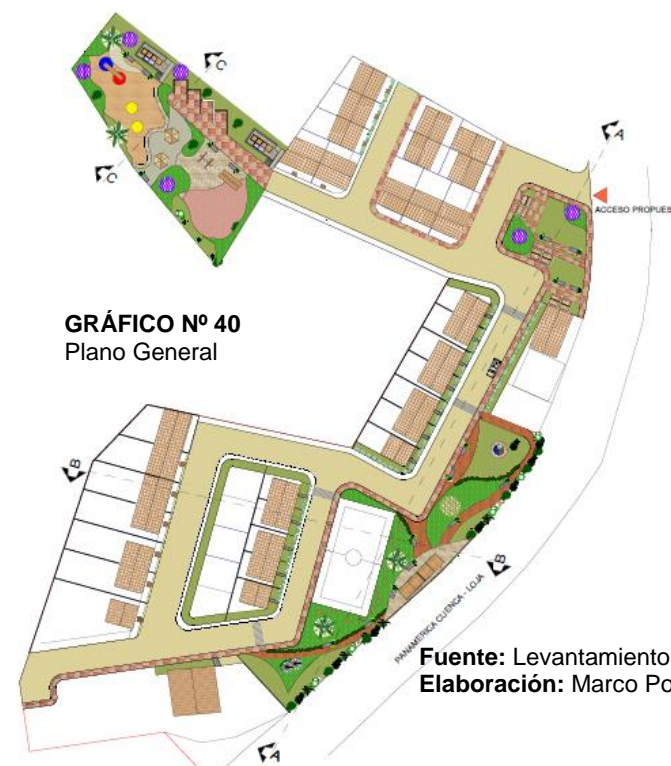 C
C
A
ACCESO PROPUES
GRÁFICO Nº 40
Plano General
B
B
PANAMERICA CUENCA - LOJA
Fuente: Levantamiento
Elaboración: Marco Po
A